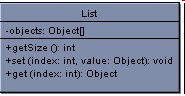 List
-objects: Object[]
+getSize (): int
+set (index: int, value: Object): void
+get (index: int): Object